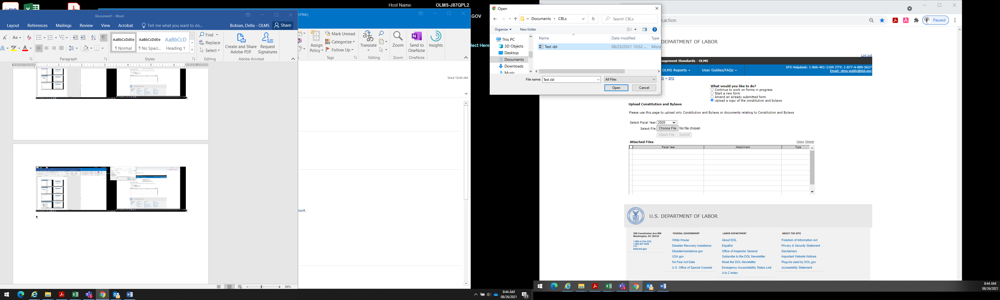 Host Name:
OLMS-J87QPL2
.GOV
lect Here
Document1 - Word
Layout
References
Mailings
Review
View
Acrobat
Tell me what you want to do...
Bobian, Della - OLMS
Share
Aa
AaBbCcDdEe
AaBbCcDdEe
AaBbCcD
¶ Normal
¶ No Spaci...
Heading 1
Find
Replace
Select
Create and Share
Adobe PDF
Request
Signatures
Paragraph
Styles
Editing
Adobe Acrobat
1
1
2
3
4
5
6
7
86%
(HTML)
Assign
Policy
Mark Unread
Categorize
Follow Up
Translate
Zoom
Send to
OneNote
Insights
Tags
Editing
Zoom
OneNote
Wed 10:44 AM
ount.
8:44 AM
08/26/2021
23
Open
Documents
CBLs
Search CBLs
Organize
New folder
This PC
3D Objects
Desktop
Documents
Downloads
Music
Name
Date modified
Type
Test cbl
08/25/2021 10:52 ...
Micro
File name:
Test cbl
All Files
Open
Cancel
n.action
Paused
DEPARTMENT OF LABOR
Log out
nagement Standards - OLMS
OLMS Reports
User Guides/FAQs
EFS Helpdesk: 1-866-401-1109 |TTY: 1-877-4-889-5627
Email: olms-public@dol.gov
> EFS
What would you like to do?
Continue to work on forms in progress
Start a new form
Amend an already submitted form
Upload a copy of the constitution and bylaws
Upload Constitution and Bylaws
Please use this page to upload only Constitution and Bylaws or documents relating to Constitution and Bylaws
Select Fiscal Year 2020
Select File Choose File No file chosen
Attach File Submit
Attached Files
Open Delete
Fiscal Year
Attachment
Type
U.S. DEPARTMENT OF LABOR
200 Constitution Ave NW
Washington, DC 20210
1-866-4-USA-DOL
1-866-487-2365
TTY
www.dol.gov
FEDERAL GOVERNMENT
White House
Disaster Recovery Assistance
DisasterAssistance.gov
USA.gov
No Fear Act Data
U.S. Office of Special Counsel
LABOR DEPARTMENT
About DOL
Español
Office of Inspector General
Subscribe to the DOL Newsletter
Read the DOL Newsletter
Emergency Accountability Status Link
A to Z Index
ABOUT THE SITE
Freedom of Information Act
Privacy & Security Statement
Disclaimers
Important Website Notices
Plug-ins used by DOL.gov
Accessibility Statement
8:44 AM
08/26/2021